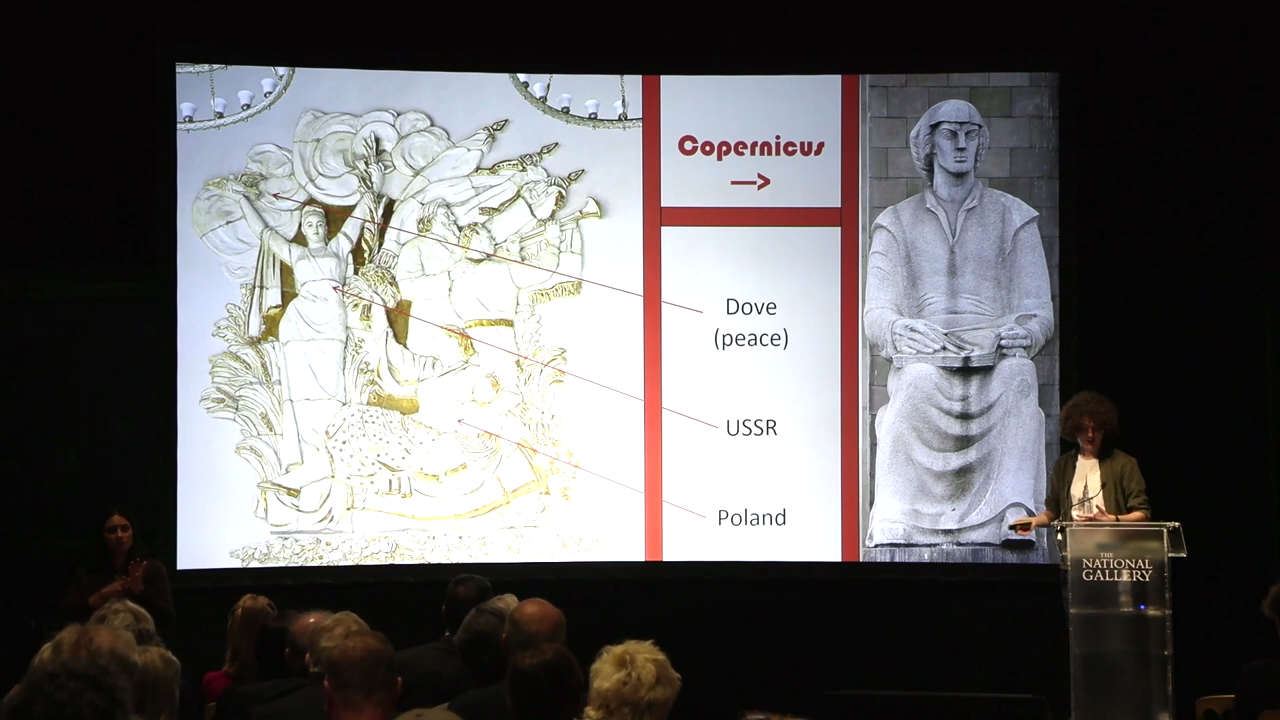 Copernicus
Dove
(peace)
USSR
Poland
THE
NATIONAL
GALLERY